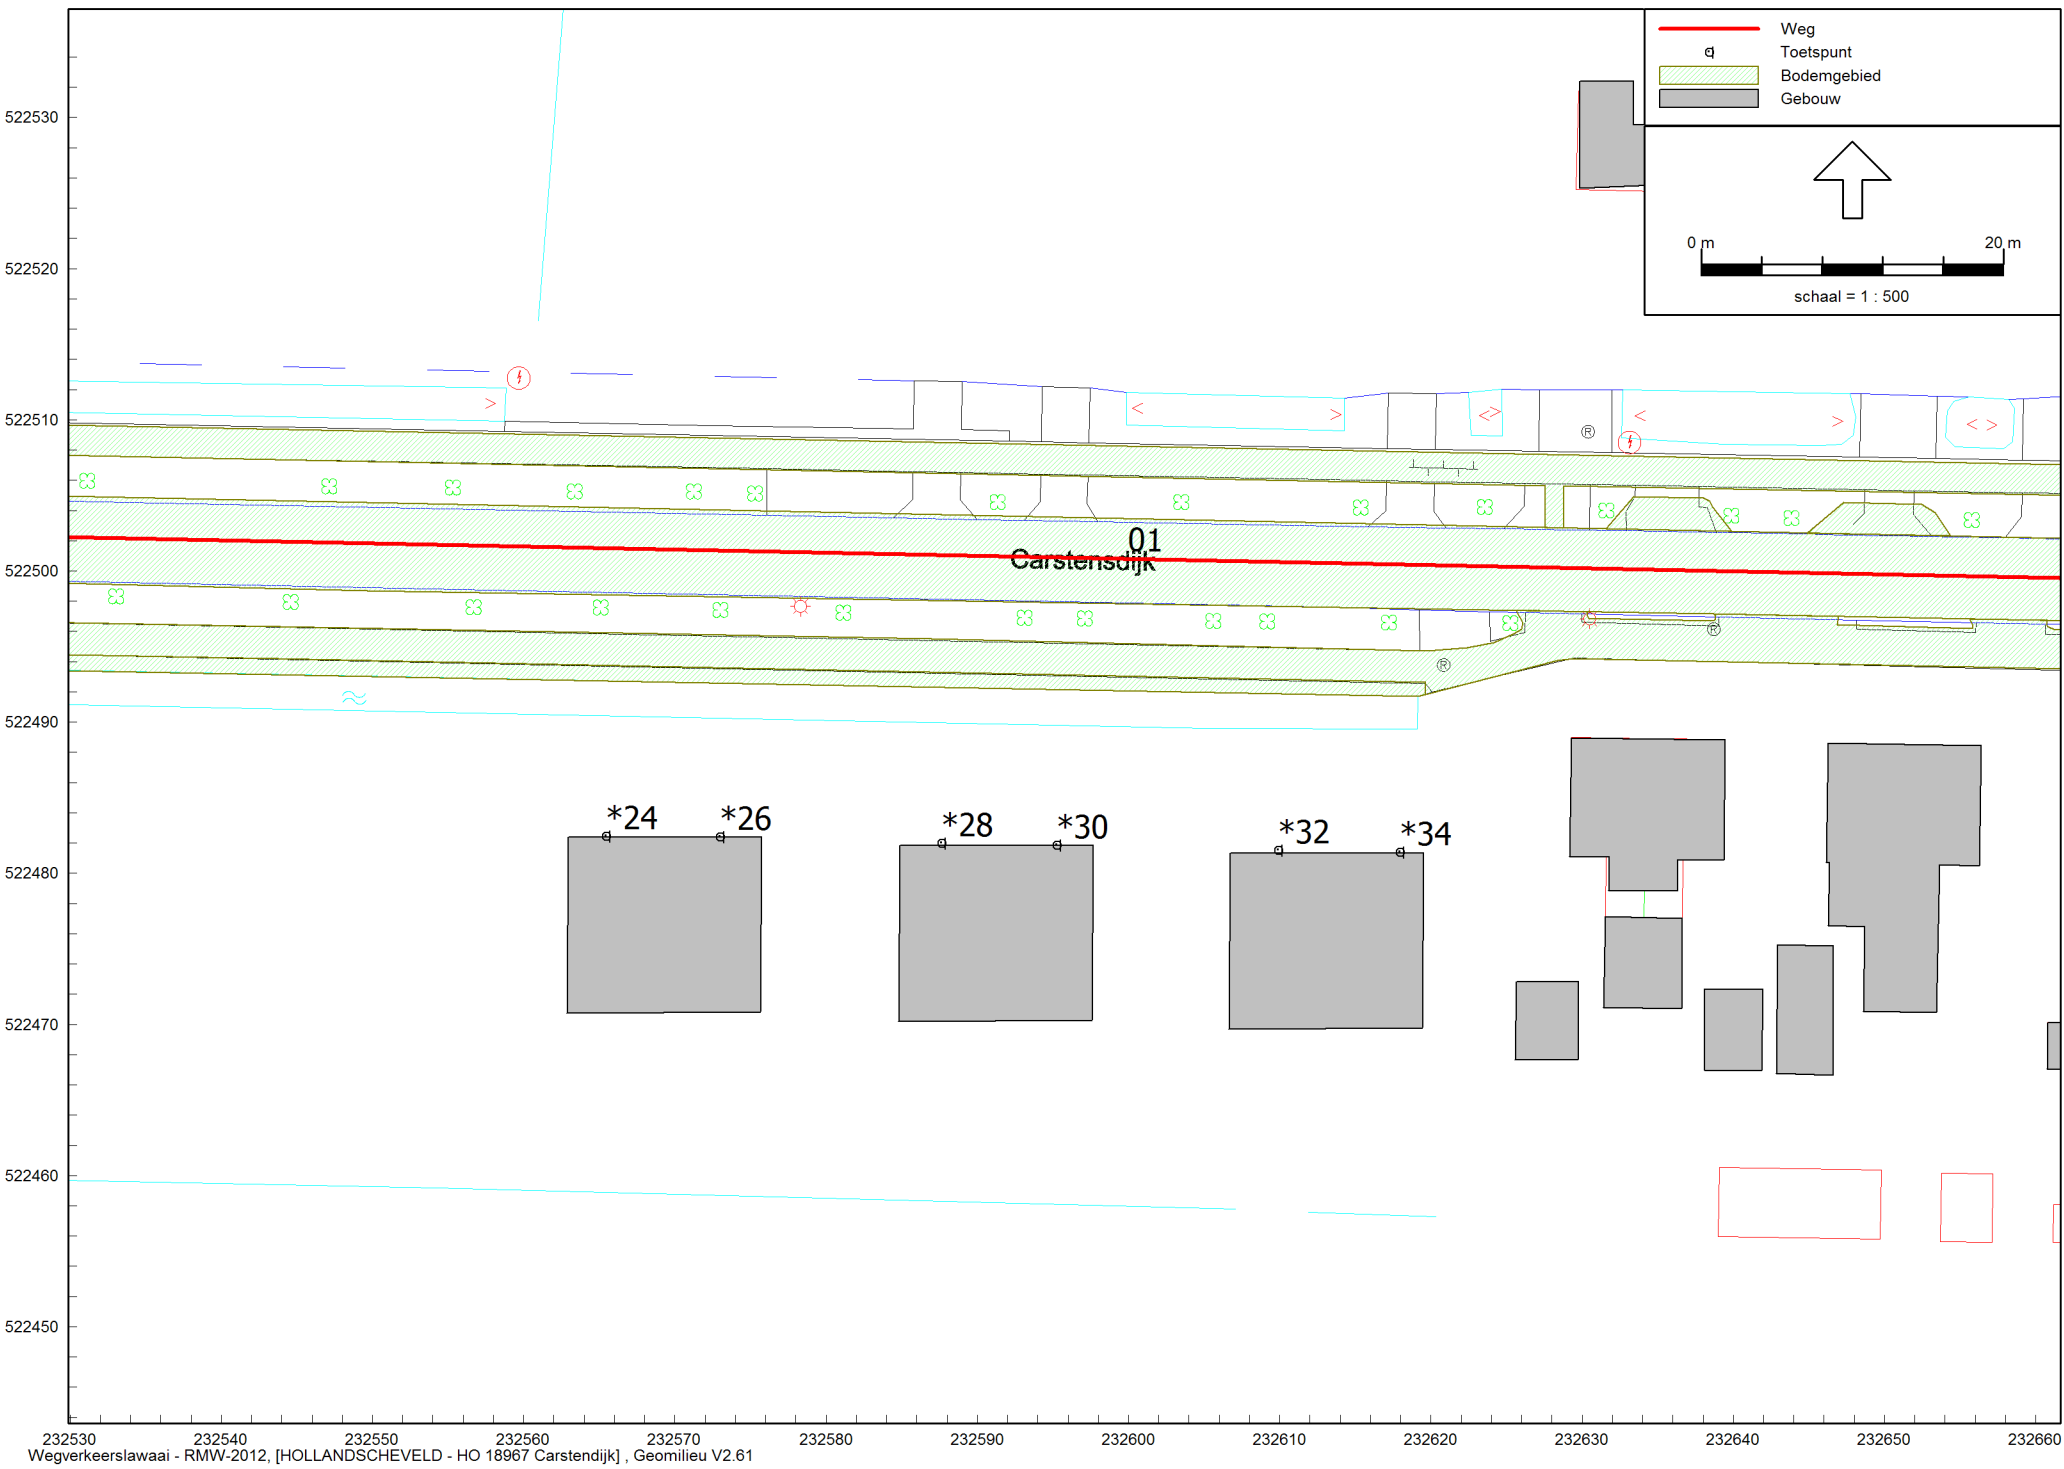 Weg
Toetspunt
Bodemgebied
Gebouw
0 m
20 m
schaal = 1 : 500
522530
522520
522510
522500
522490
522480
522470
522460
522450
R
01
Carstensdijk
R
R
*24
*26
*28
*30
*32
*34
232530
232540
232550
232560
232570
232580
232590
232600
232610
232620
232630
232640
232650
232660
Wegverkeerslawaai - RMW-2012, [HOLLANDSCHEVELD - HO 18967 Carstendijk] , Geomilieu V2.61